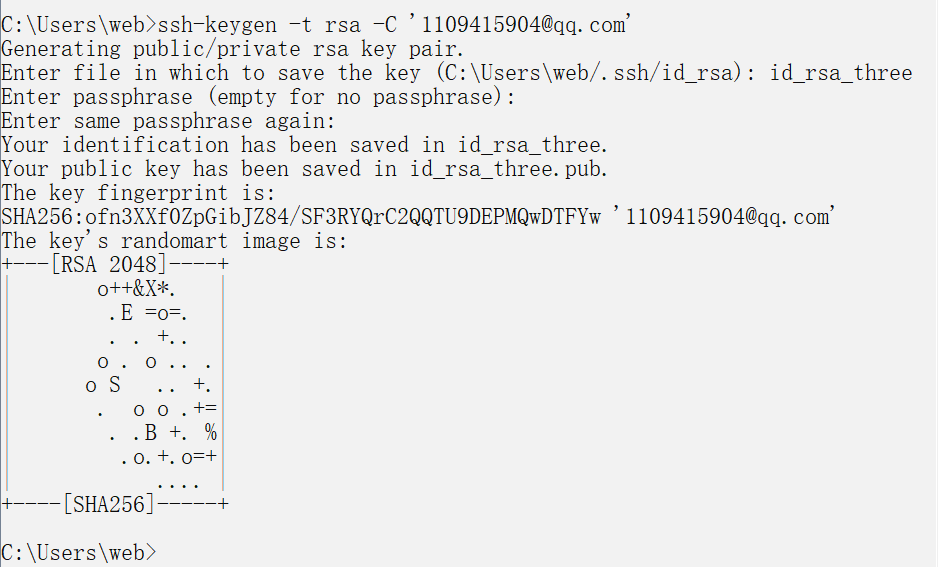 C:\Users\web>ssh-keygen -t rsa -C '1109415904@qq.com'
Generating public/private rsa key pair.
Enter file in which to save the key (C:\Users\web/.ssh/id_rsa): id_rsa_three
Enter passphrase (empty for no passphrase):
Enter same passphrase again:
Your identification has been saved in id_rsa_three.
Your public key has been saved in id_rsa_three.pub.
The key fingerprint is:
SHA256:ofn3XXf0ZpGibJZ84/SF3RYQrC2QQTU9DEPMQwDTFYw '1109415904@qq.com'
The key's randomart image is:
+---[RSA 2048]----+
|       o++&X*.   |
|        .E =o=.  |
|        . . +..  |
|       o . o .. .|
|      o S   .. +.|
|       .  o o .+=|
|        . .B +. %|
|         .o.+.o=+|
|            .... |
+----[SHA256]-----+
C:\Users\web>